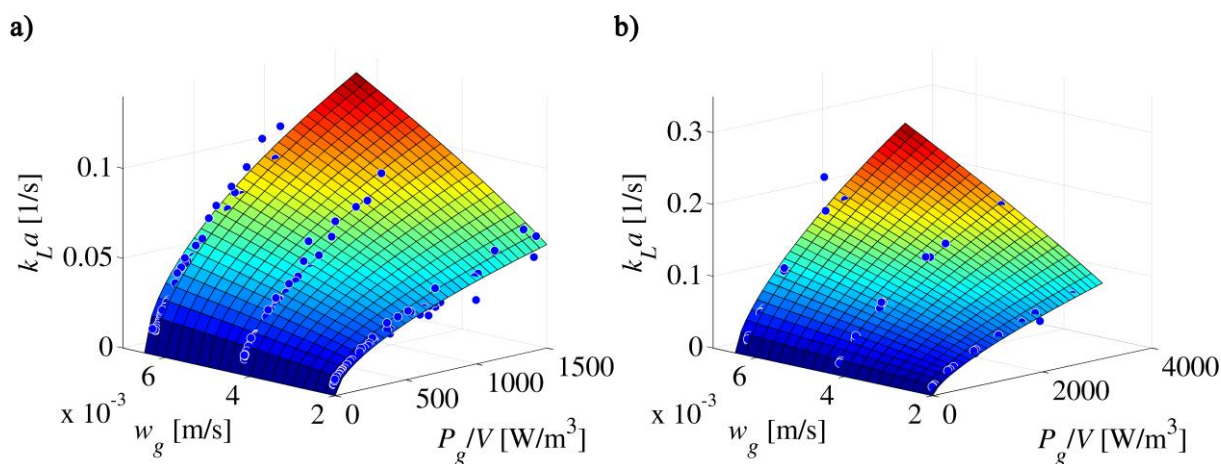 a)
0.1
0.05
0
k_L a [1/s]
6
4
2
x 10^-3
w_g [m/s]
0
500
1000
1500
P_g/V [W/m^3]
b)
0.3
0.2
0.1
0
k_L a [1/s]
6
4
2
x 10^-3
w_g [m/s]
0
2000
4000
P_g/V [W/m^3]